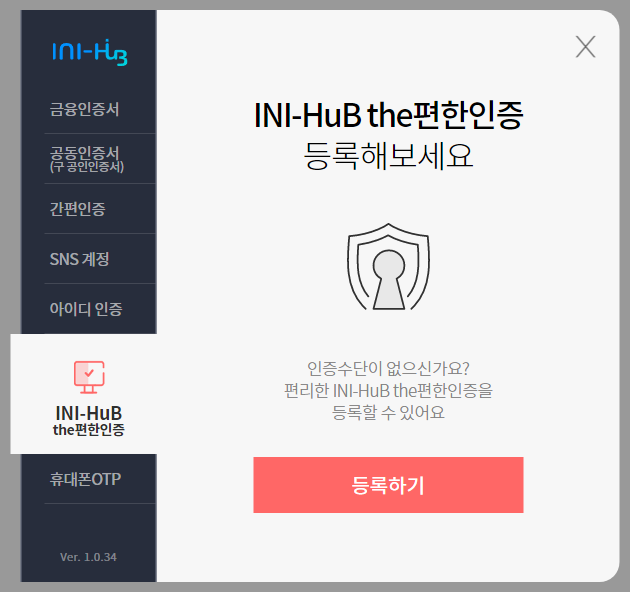 INI-HuB
금융인증서
공동인증서
(구 공인인증서)
간편인증
SNS 계정
아이디 인증
INI-HuB
the편한인증
휴대폰OTP
Ver. 1.0.34
INI-HuB the편한인증
등록해보세요
인증수단이 없으신가요?
편리한 INI-HuB the편한인증을
등록할 수 있어요
등록하기